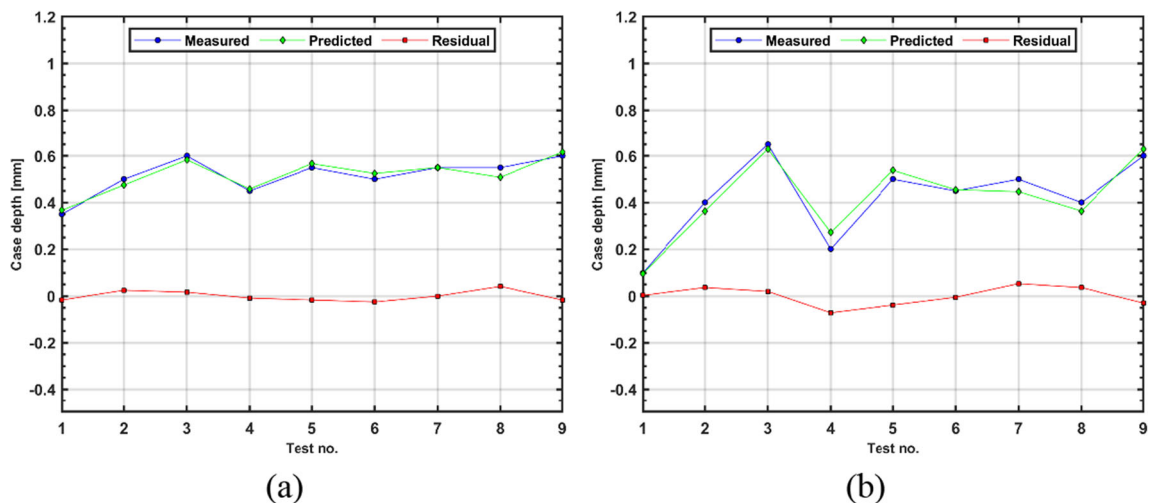 Measured Predicted Residual
1.2
1
0.8
0.6
0.4
0.2
0
-0.2
-0.4
Case depth [mm]
1 2 3 4 5 6 7 8 9
Test no.
(a)
Measured Predicted Residual
1.2
1
0.8
0.6
0.4
0.2
0
-0.2
-0.4
Case depth [mm]
1 2 3 4 5 6 7 8 9
Test no.
(b)